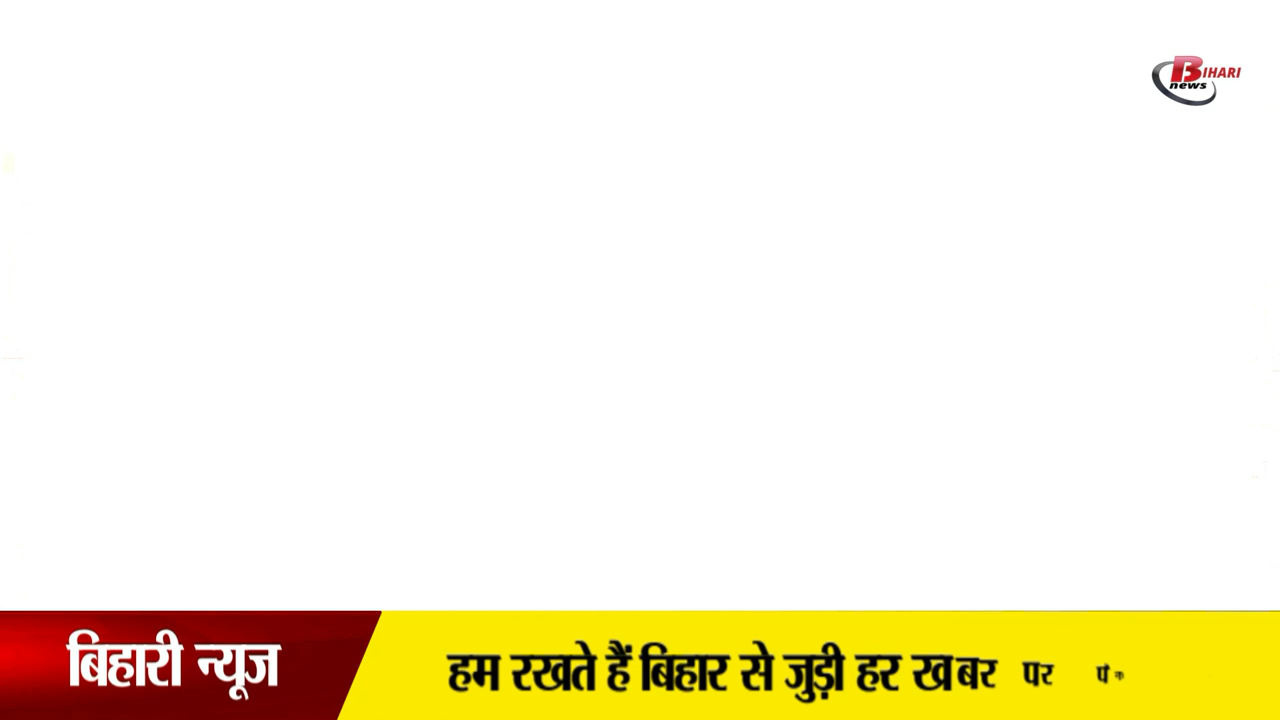 BIHARI
news
बिहारी न्यूज
हम रखते हैं बिहार से जुड़ी हर खबर पर